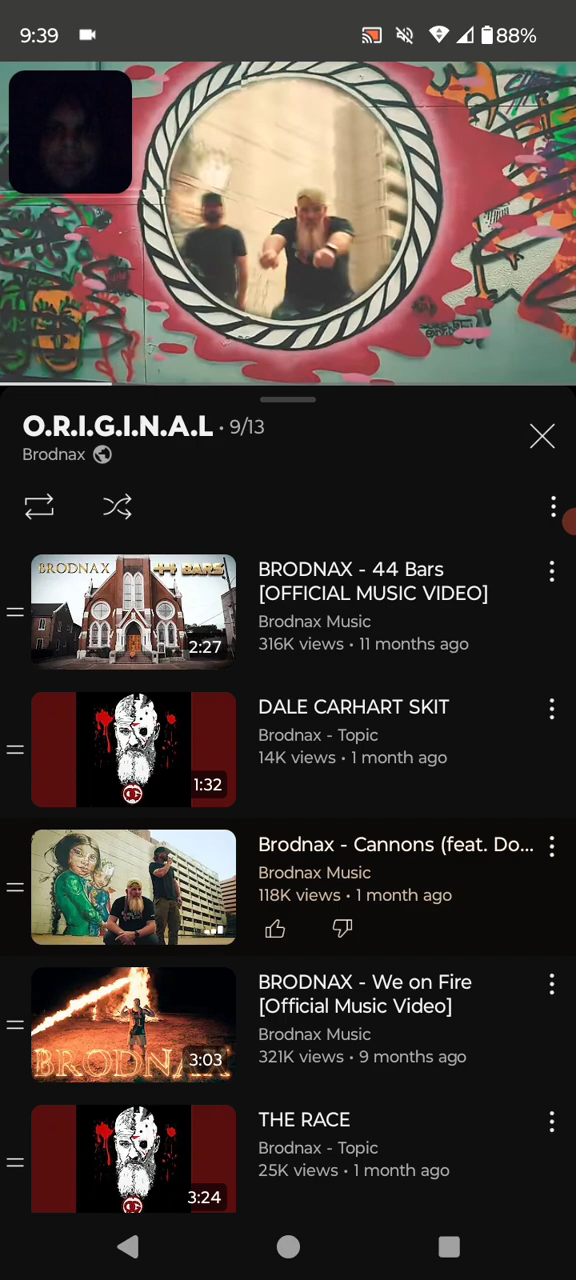 9:39
88%
O.R.I.G.I.N.A.L · 9/13
Brodnax
BRODNAX 44 BARS
2:27
BRODNAX - 44 Bars
[OFFICIAL MUSIC VIDEO]
Brodnax Music
316K views • 11 months ago
1:32
DALE CARHART SKIT
Brodnax - Topic
14K views • 1 month ago
Brodnax - Cannons (feat. Do...
Brodnax Music
118K views • 1 month ago
BRODNAX
3:03
BRODNAX - We on Fire
[Official Music Video]
Brodnax Music
321K views • 9 months ago
3:24
THE RACE
Brodnax - Topic
25K views • 1 month ago